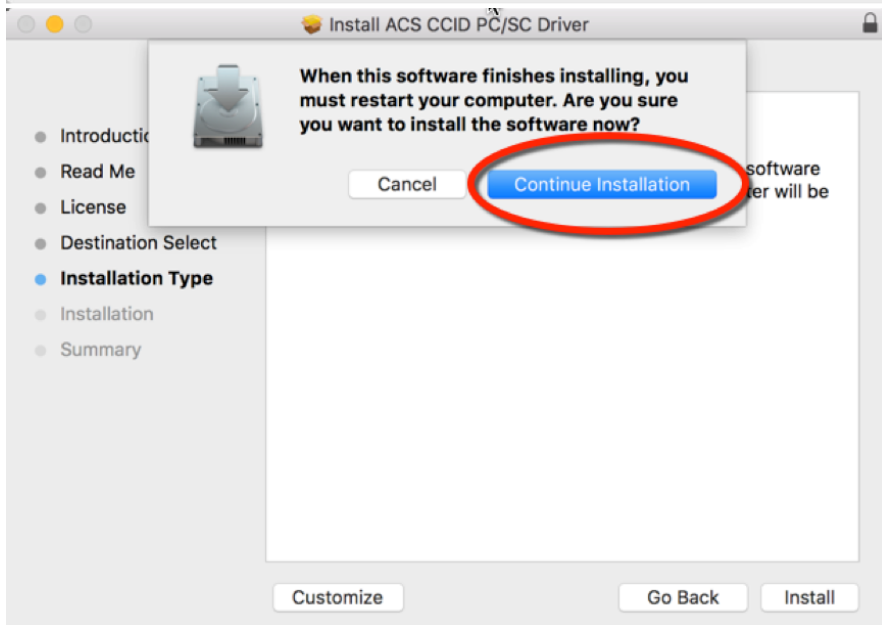 Install ACS CCID PC/SC Driver
When this software finishes installing, you
must restart your computer. Are you sure
you want to install the software now?
Cancel
Continue Installation
software
will be
Read Me
License
Destination Select
Installation Type
Installation
Summary
Customize
Go Back
Install